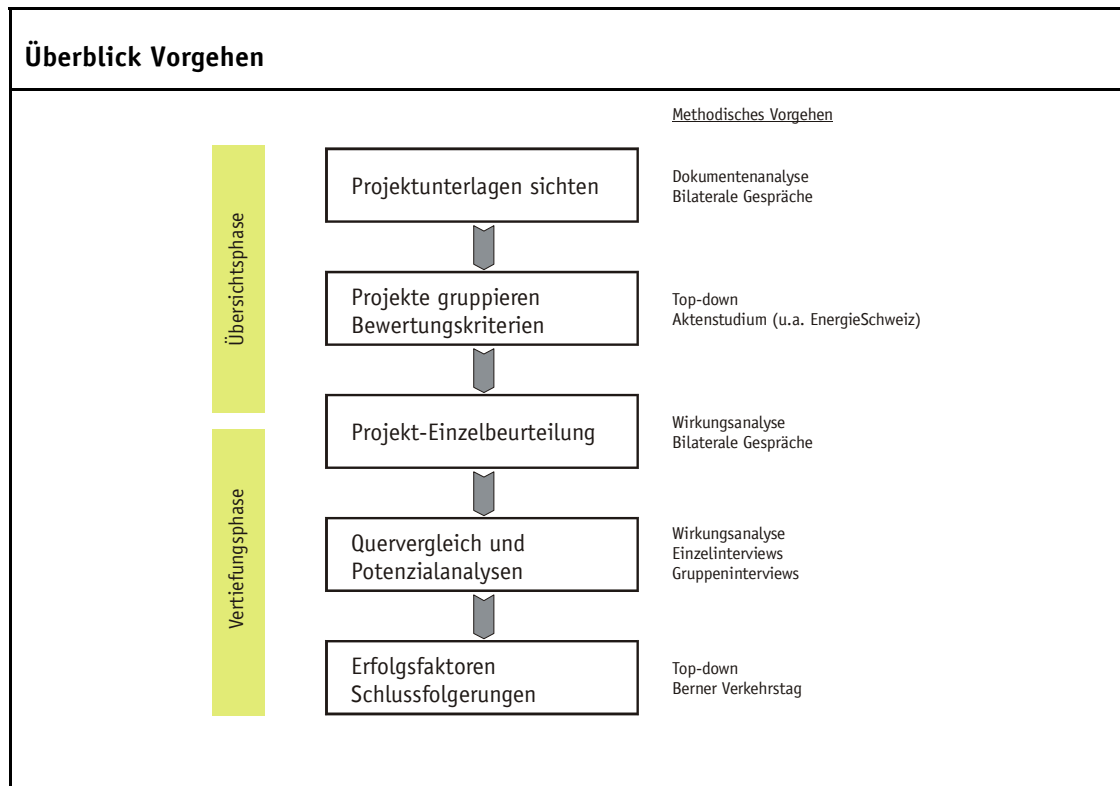 Überblick Vorgehen
Methodisches Vorgehen
Übersichtsphase
Projektunterlagen sichten
Dokumentenanalyse
Bilaterale Gespräche
Projekte gruppieren
Bewertungskriterien
Top-down
Aktenstudium (u.a. EnergieSchweiz)
Projekt-Einzelbeurteilung
Wirkungsanalyse
Bilaterale Gespräche
Vertiefungsphase
Quervergleich und
Potenzialanalysen
Wirkungsanalyse
Einzelinterviews
Gruppeninterviews
Erfolgsfaktoren
Schlussfolgerungen
Top-down
Berner Verkehrstag